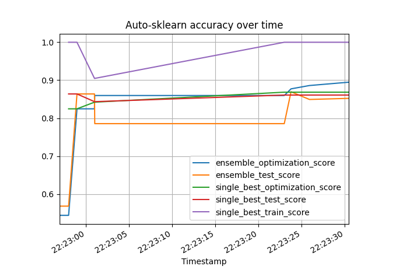 Auto-sklearn accuracy over time
1.0
0.9
0.8
0.7
0.6
ensemble_optimization_score
ensemble_test_score
single_best_optimization_score
single_best_test_score
single_best_train_score
22:23:00
22:23:05
22:23:10
22:23:15
22:23:20
22:23:25
22:23:30
Timestamp